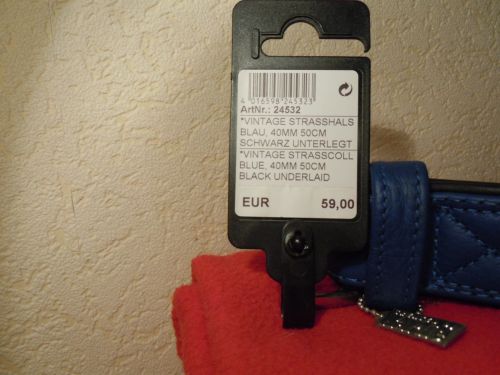 4 016598 245323
ArtNr.: 24532
*VINTAGE STRASSHALS
BLAU, 40MM 50CM
SCHWARZ UNTERLEGT
*VINTAGE STRASSCOLL
BLUE, 40MM 50CM
BLACK UNDERLAID
EUR 59,00